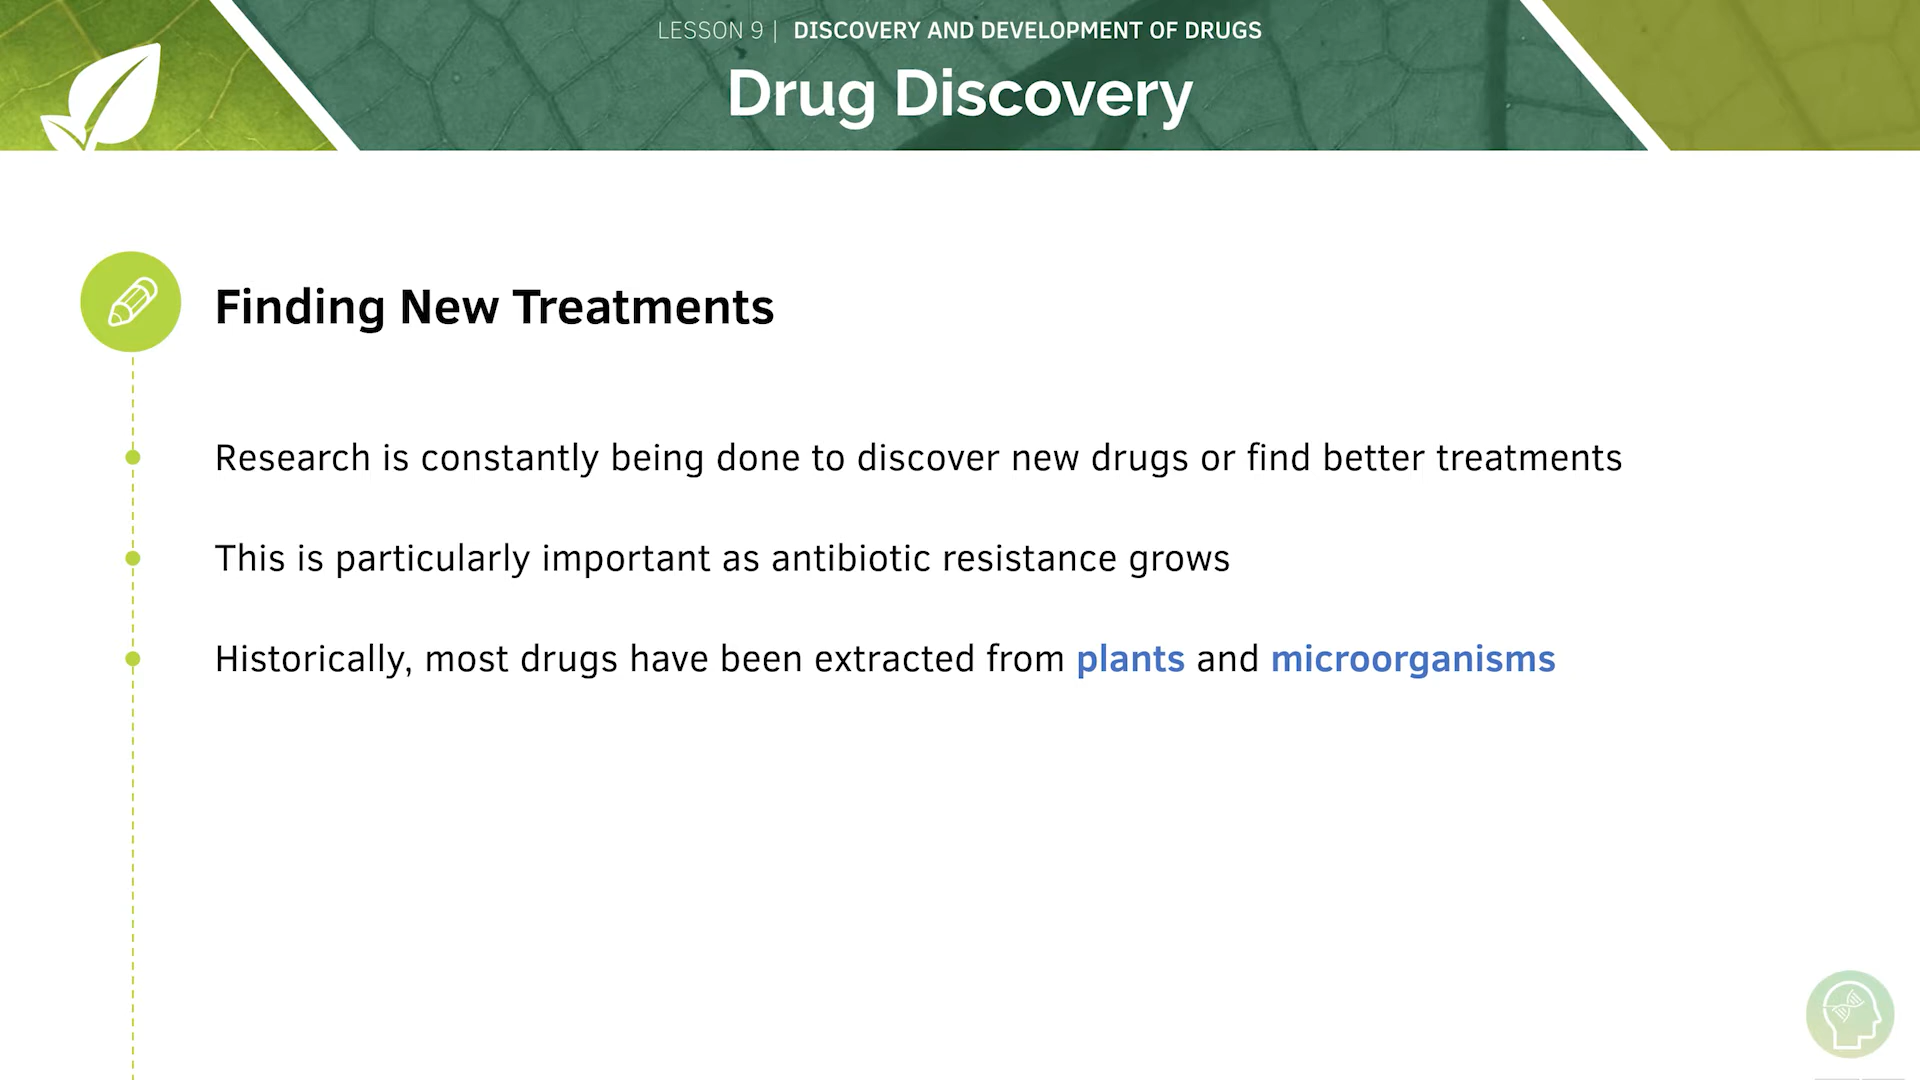 LESSON 9 | DISCOVERY AND DEVELOPMENT OF DRUGS
Drug Discovery
Finding New Treatments
Research is constantly being done to discover new drugs or find better treatments
This is particularly important as antibiotic resistance grows
Historically, most drugs have been extracted from plants and microorganisms